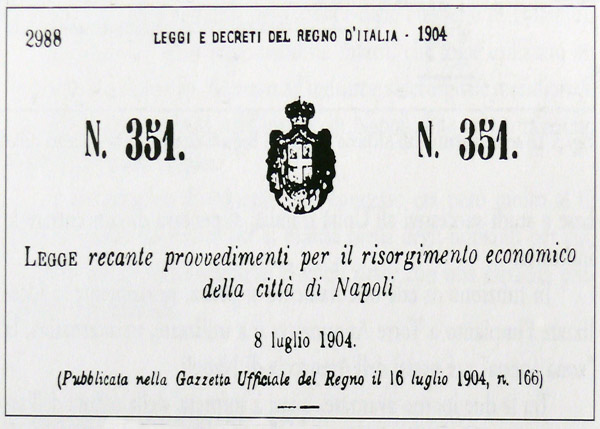 2988 LEGGI E DECRETI DEL REGNO D'ITALIA - 1904
N. 351. N. 351.
LEGGE recante provvedimenti per il risorgimento economico
della città di Napoli
8 luglio 1904.
(Pubblicata nella Gazzetta Ufficiale del Regno il 16 luglio 1904, n. 166)